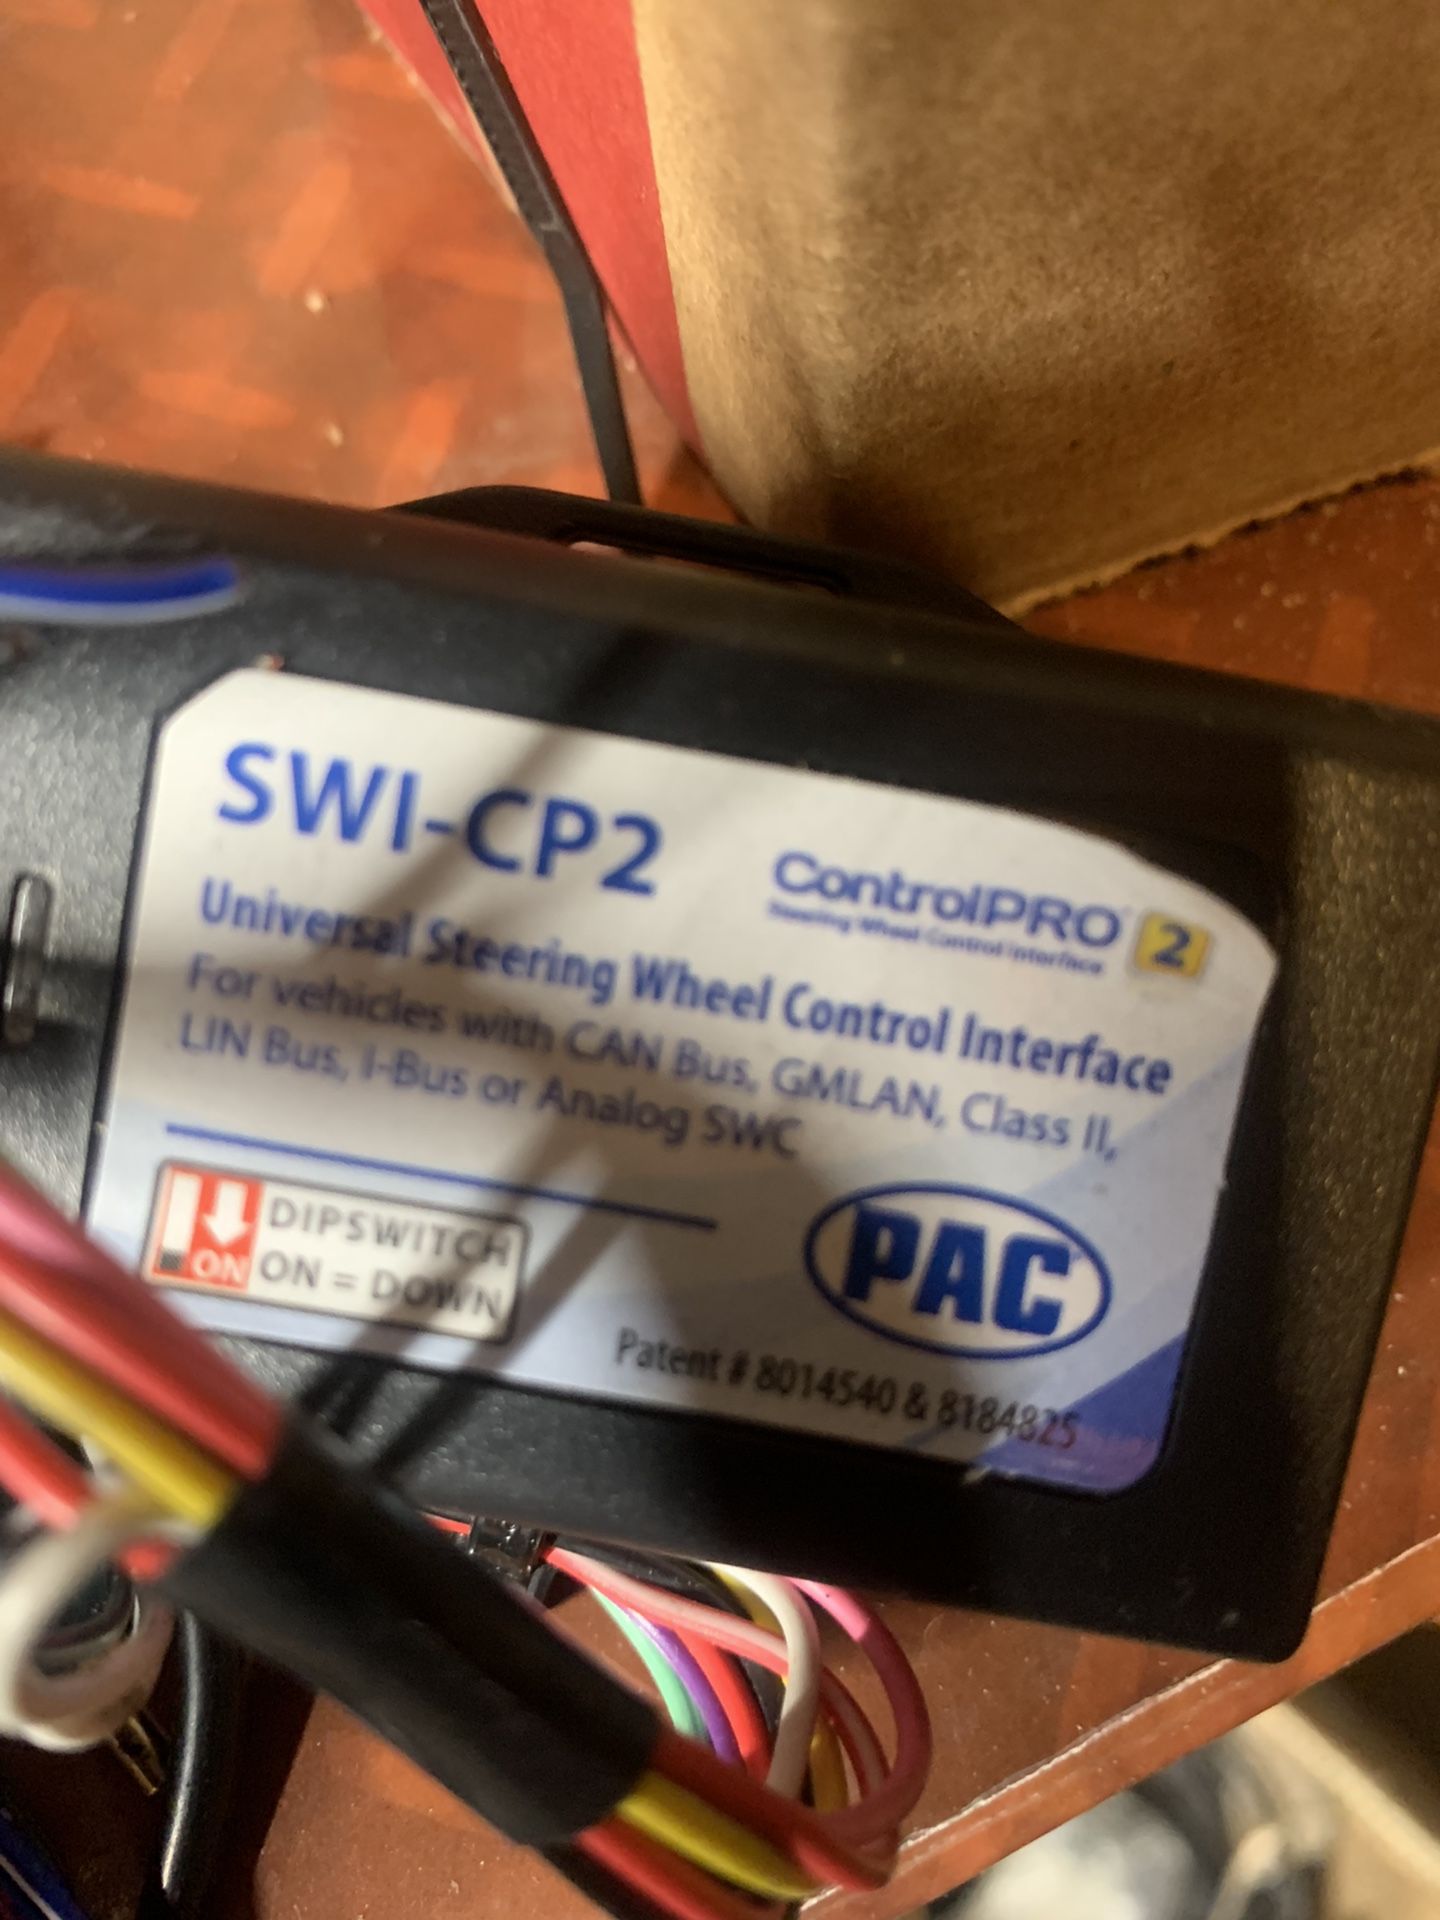 SWI-CP2
ControlPRO 2
Steering Wheel Control Interface
Universal Steering Wheel Control Interface
For vehicles with CAN Bus, GMLAN, Class II,
LIN Bus, i-Bus or Analog SWC
ON
DIPSWITCH
ON = DOWN
PAC
Patent # 8014540 & 8184825